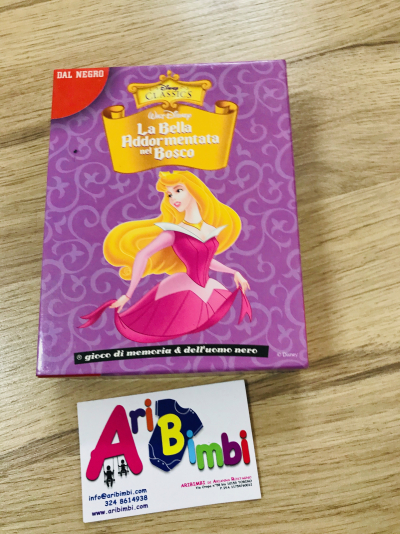 DAL NEGRO
Disney
CLASSICS
Walt Disney
La Bella
Addormentata
nel
Bosco
gioco di memoria & dell'uomo nero
© Disney
AriBimbi
info@aribimbi.com
324 8614938
www.aribimbi.com
ARIBIMBI